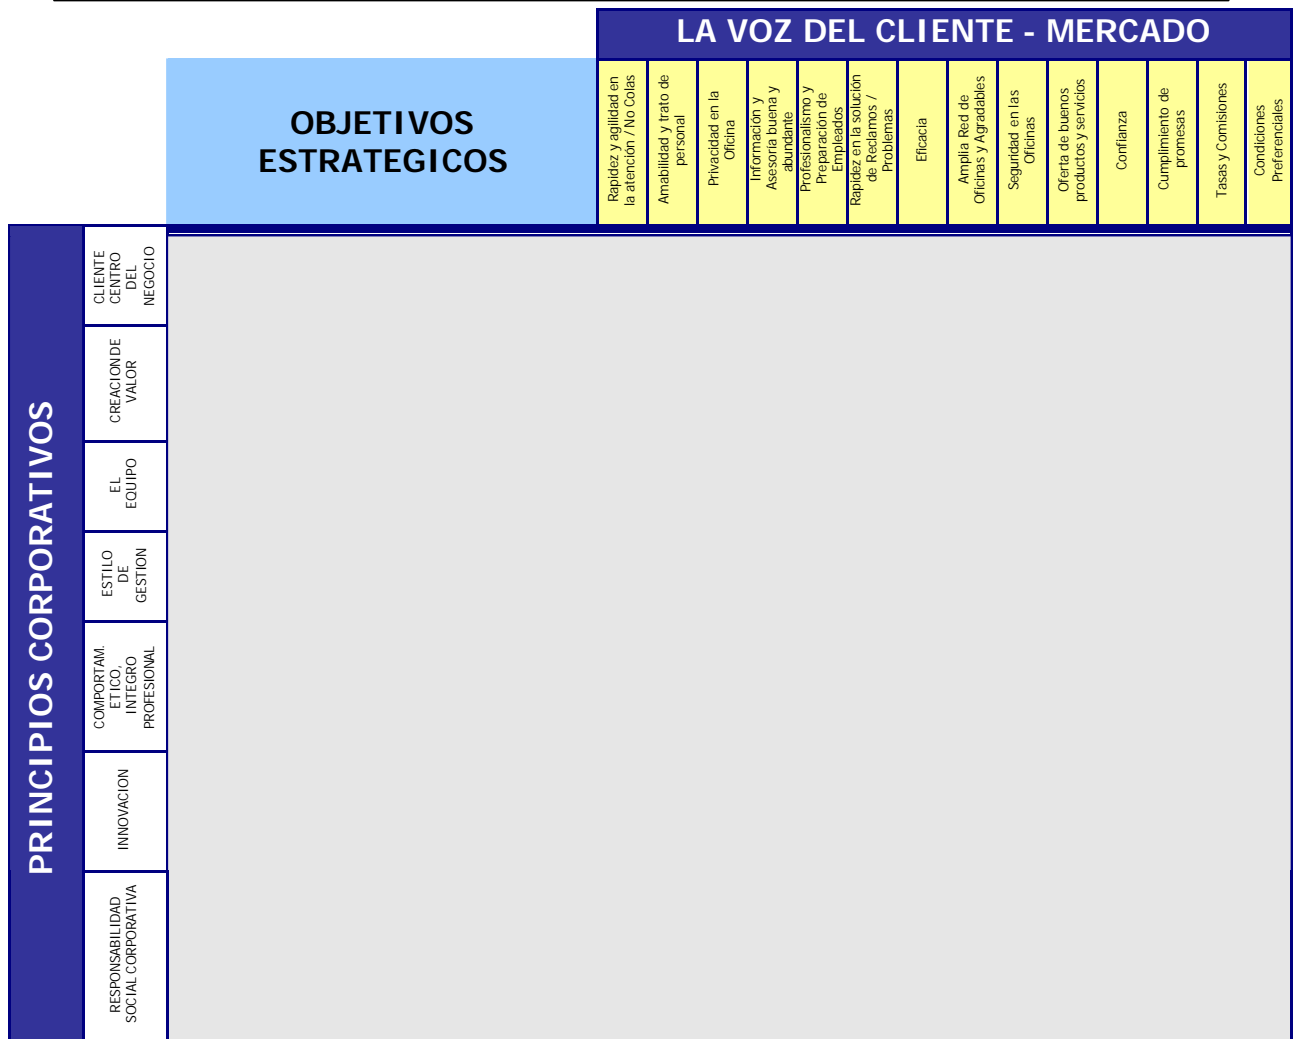 LA VOZ DEL CLIENTE - MERCADO
OBJETIVOS
ESTRATEGICOS
Rapidez y agilidad en
la atención / No Colas
Amabilidad y trato de
personal
Privacidad en la
Oficina
Información y
Asesoría buena y
abundante
Profesionalismo y
Preparación de
Empleados
Rapidez en la solución
de Reclamos /
Problemas
Eficacia
Amplia Red de
Oficinas y Agradables
Seguridad en las
Oficinas
Oferta de buenos
productos y servicios
Confianza
Cumplimiento de
promesas
Tasas y Comisiones
Condiciones
Preferenciales
PRINCIPIOS CORPORATIVOS
CLIENTE
CENTRO
DEL
NEGOCIO
CREACION DE
VALOR
EL
EQUIPO
ESTILO
DE
GESTION
COMPORTAM.
ETICO,
INTEGRO
PROFESIONAL
INNOVACION
RESPONSABILIDAD
SOCIAL CORPORATIVA